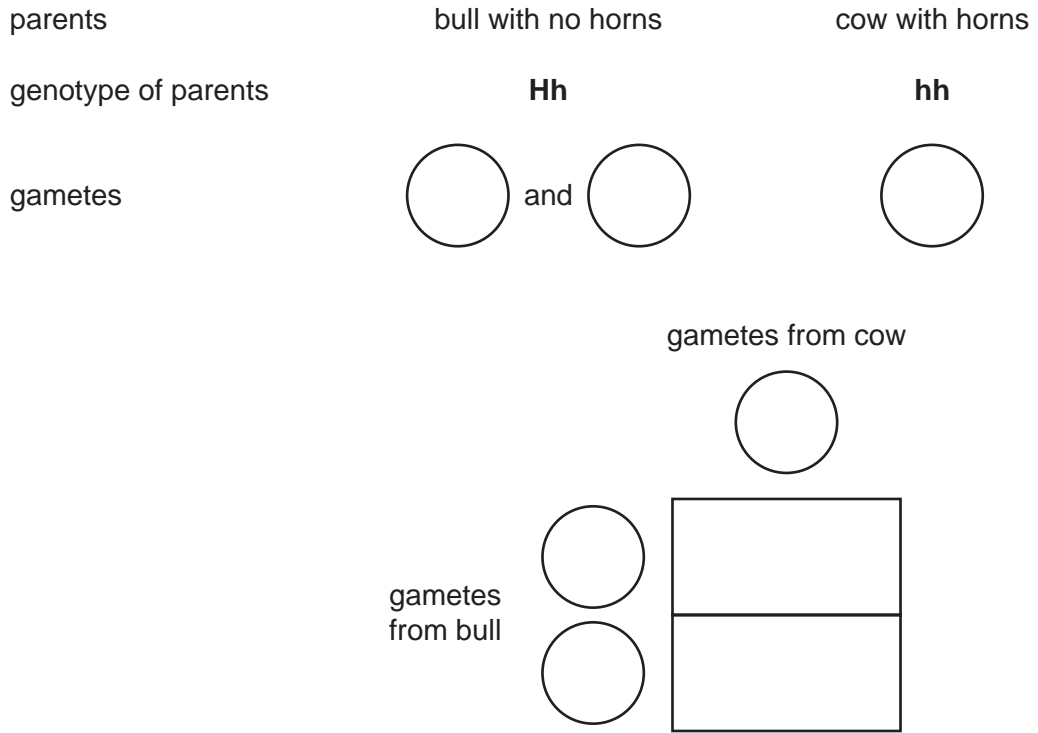 parents bull with no horns cow with horns
genotype of parents Hh hh
gametes and
gametes from cow
gametes
from bull